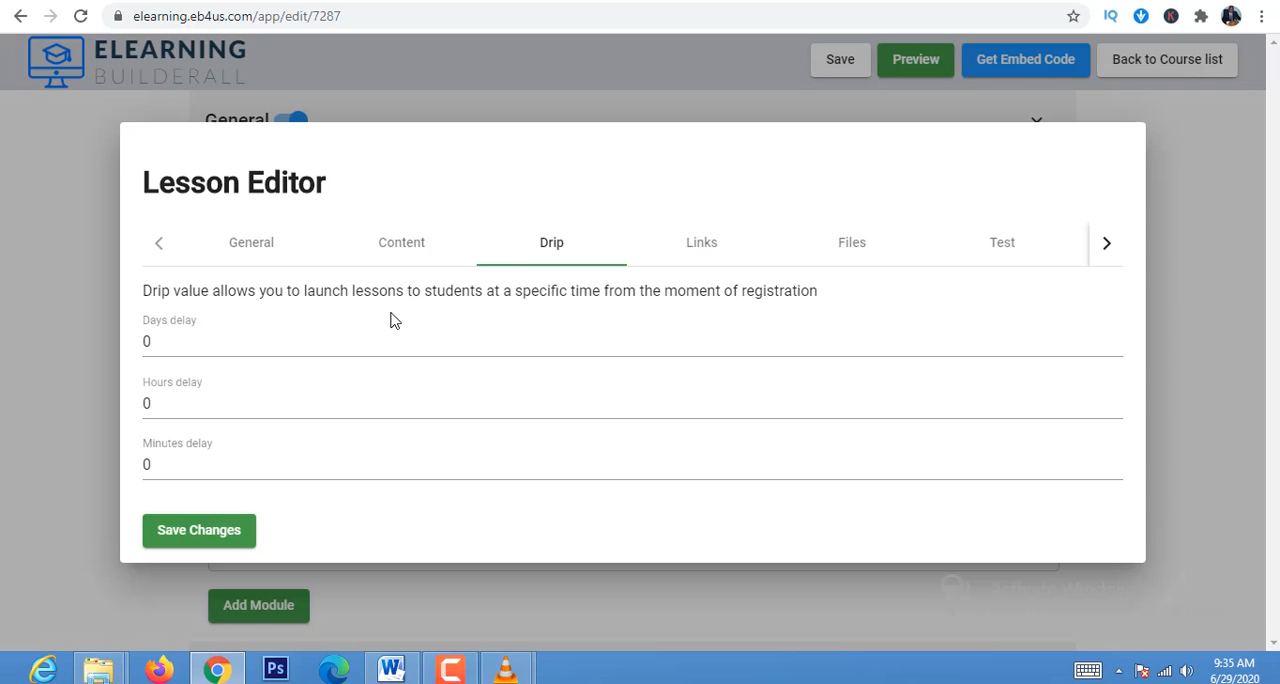 elearning.eb4us.com/app/edit/7287
IQ
K
ELEARNING
BUILDERALL
Save
Preview
Get Embed Code
Back to Course list
General
Lesson Editor
General
Content
Drip
Links
Files
Test
Drip value allows you to launch lessons to students at a specific time from the moment of registration
Days delay
0
Hours delay
0
Minutes delay
0
Save Changes
Add Module
Ps
W
9:35 AM
6/29/2020